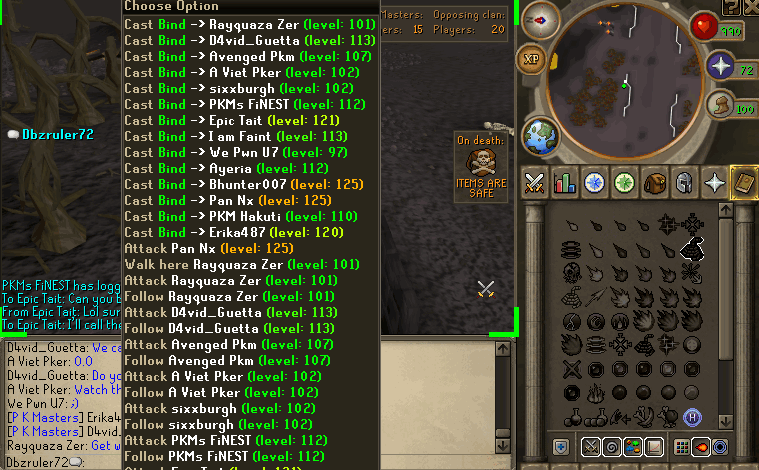 Choose Option
Cast Bind -> Rayquaza Zer (level: 101)
Cast Bind -> D4vid_Guetta (level: 113)
Cast Bind -> Avenged Pkm (level: 107)
Cast Bind -> A Viet Pker (level: 102)
Cast Bind -> sixxburgh (level: 102)
Cast Bind -> PKMs FiNEST (level: 112)
Cast Bind -> Epic Tait (level: 121)
Cast Bind -> I am Faint (level: 113)
Cast Bind -> We Pwn U7 (level: 97)
Cast Bind -> Ayeria (level: 112)
Cast Bind -> Bhunter007 (level: 125)
Cast Bind -> Pan Nx (level: 125)
Cast Bind -> PKM Hakuti (level: 110)
Cast Bind -> Erika487 (level: 120)
Attack Pan Nx (level: 125)
Walk here Rayquaza Zer (level: 101)
Attack Rayquaza Zer (level: 101)
Follow Rayquaza Zer (level: 101)
Attack D4vid_Guetta (level: 113)
Follow D4vid_Guetta (level: 113)
Attack Avenged Pkm (level: 107)
Follow Avenged Pkm (level: 107)
Attack A Viet Pker (level: 102)
Follow A Viet Pker (level: 102)
Attack sixxburgh (level: 102)
Follow sixxburgh (level: 102)
Attack PKMs FiNEST (level: 112)
Follow PKMs FiNEST (level: 112)
Attack Epic Tait (level: 121)
Masters: Opposing clan:
ers: 15 Players: 20
Dbzruler72
On death:
ITEMS ARE
SAFE
PKMs FiNEST has logg
To Epic Tait: Can you b
From Epic Tait: Lol sur
To Epic Tait: I'll call the
D4vid_Guetta: We ca
A Viet Pker: O.O
D4vid_Guetta: Do yo
A Viet Pker: Watch th
We Pwn U7: ;)
[P K Masters] Erika4
[P K Masters] D4vid_
Rayquaza Zer: Get w
Dbzruler72:
990
XP
72
100
?
X
H